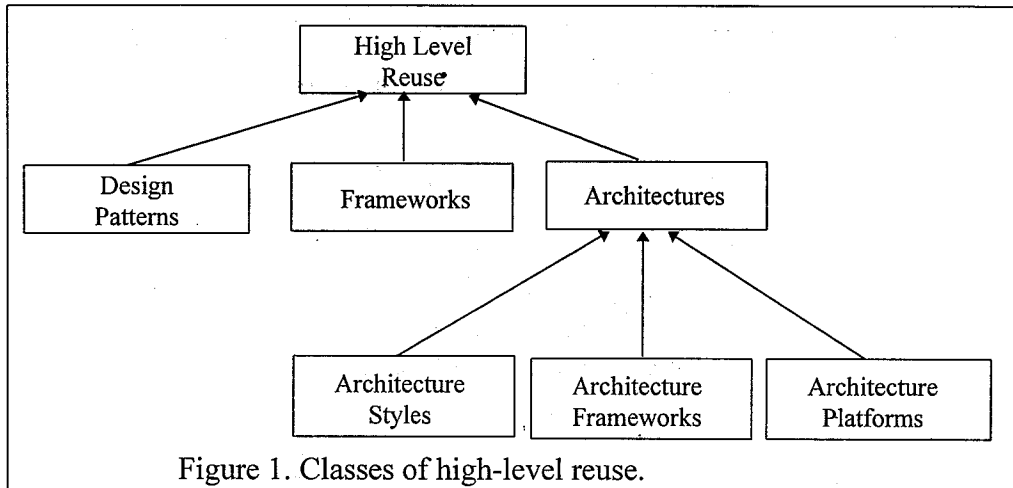 High Level
Reuse
Design
Patterns
Frameworks
Architectures
Architecture
Styles
Architecture
Frameworks
Architecture
Platforms
Figure 1. Classes of high-level reuse.